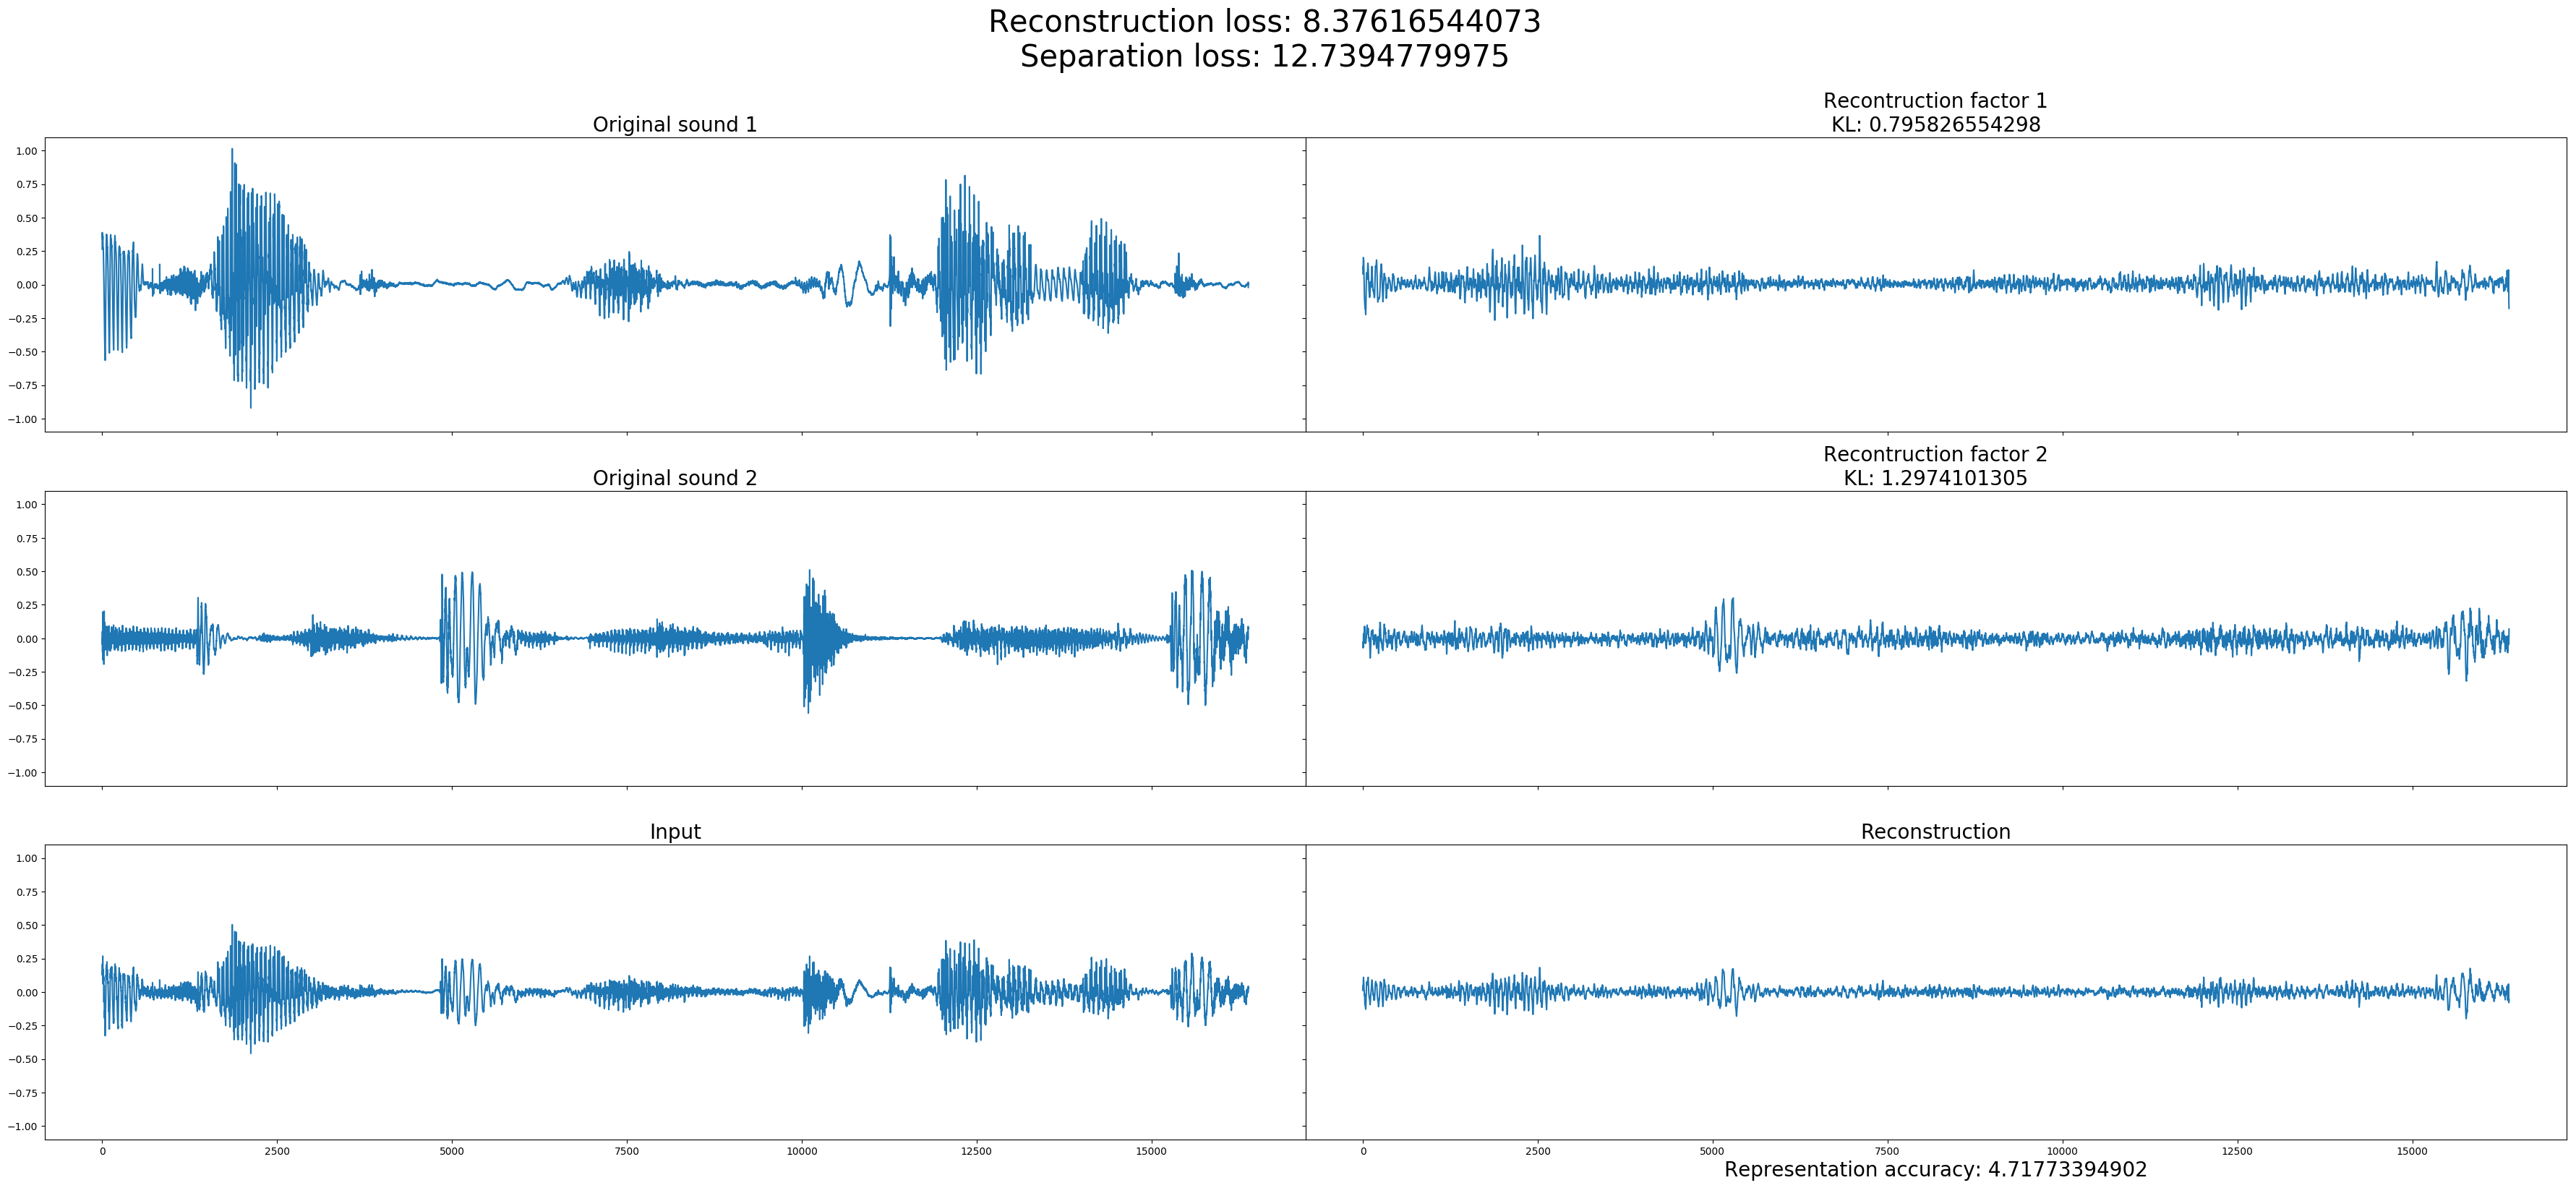 Reconstruction loss: 8.37616544073
Separation loss: 12.7394779975
Original sound 1
Recontruction factor 1
KL: 0.795826554298
1.00
0.75
0.50
0.25
0.00
−0.25
−0.50
−0.75
−1.00
Original sound 2
Recontruction factor 2
KL: 1.2974101305
1.00
0.75
0.50
0.25
0.00
−0.25
−0.50
−0.75
−1.00
Input
Reconstruction
1.00
0.75
0.50
0.25
0.00
−0.25
−0.50
−0.75
−1.00
0 2500 5000 7500 10000 12500 15000
0 2500 5000 7500 10000 12500 15000
Representation accuracy: 4.71773394902